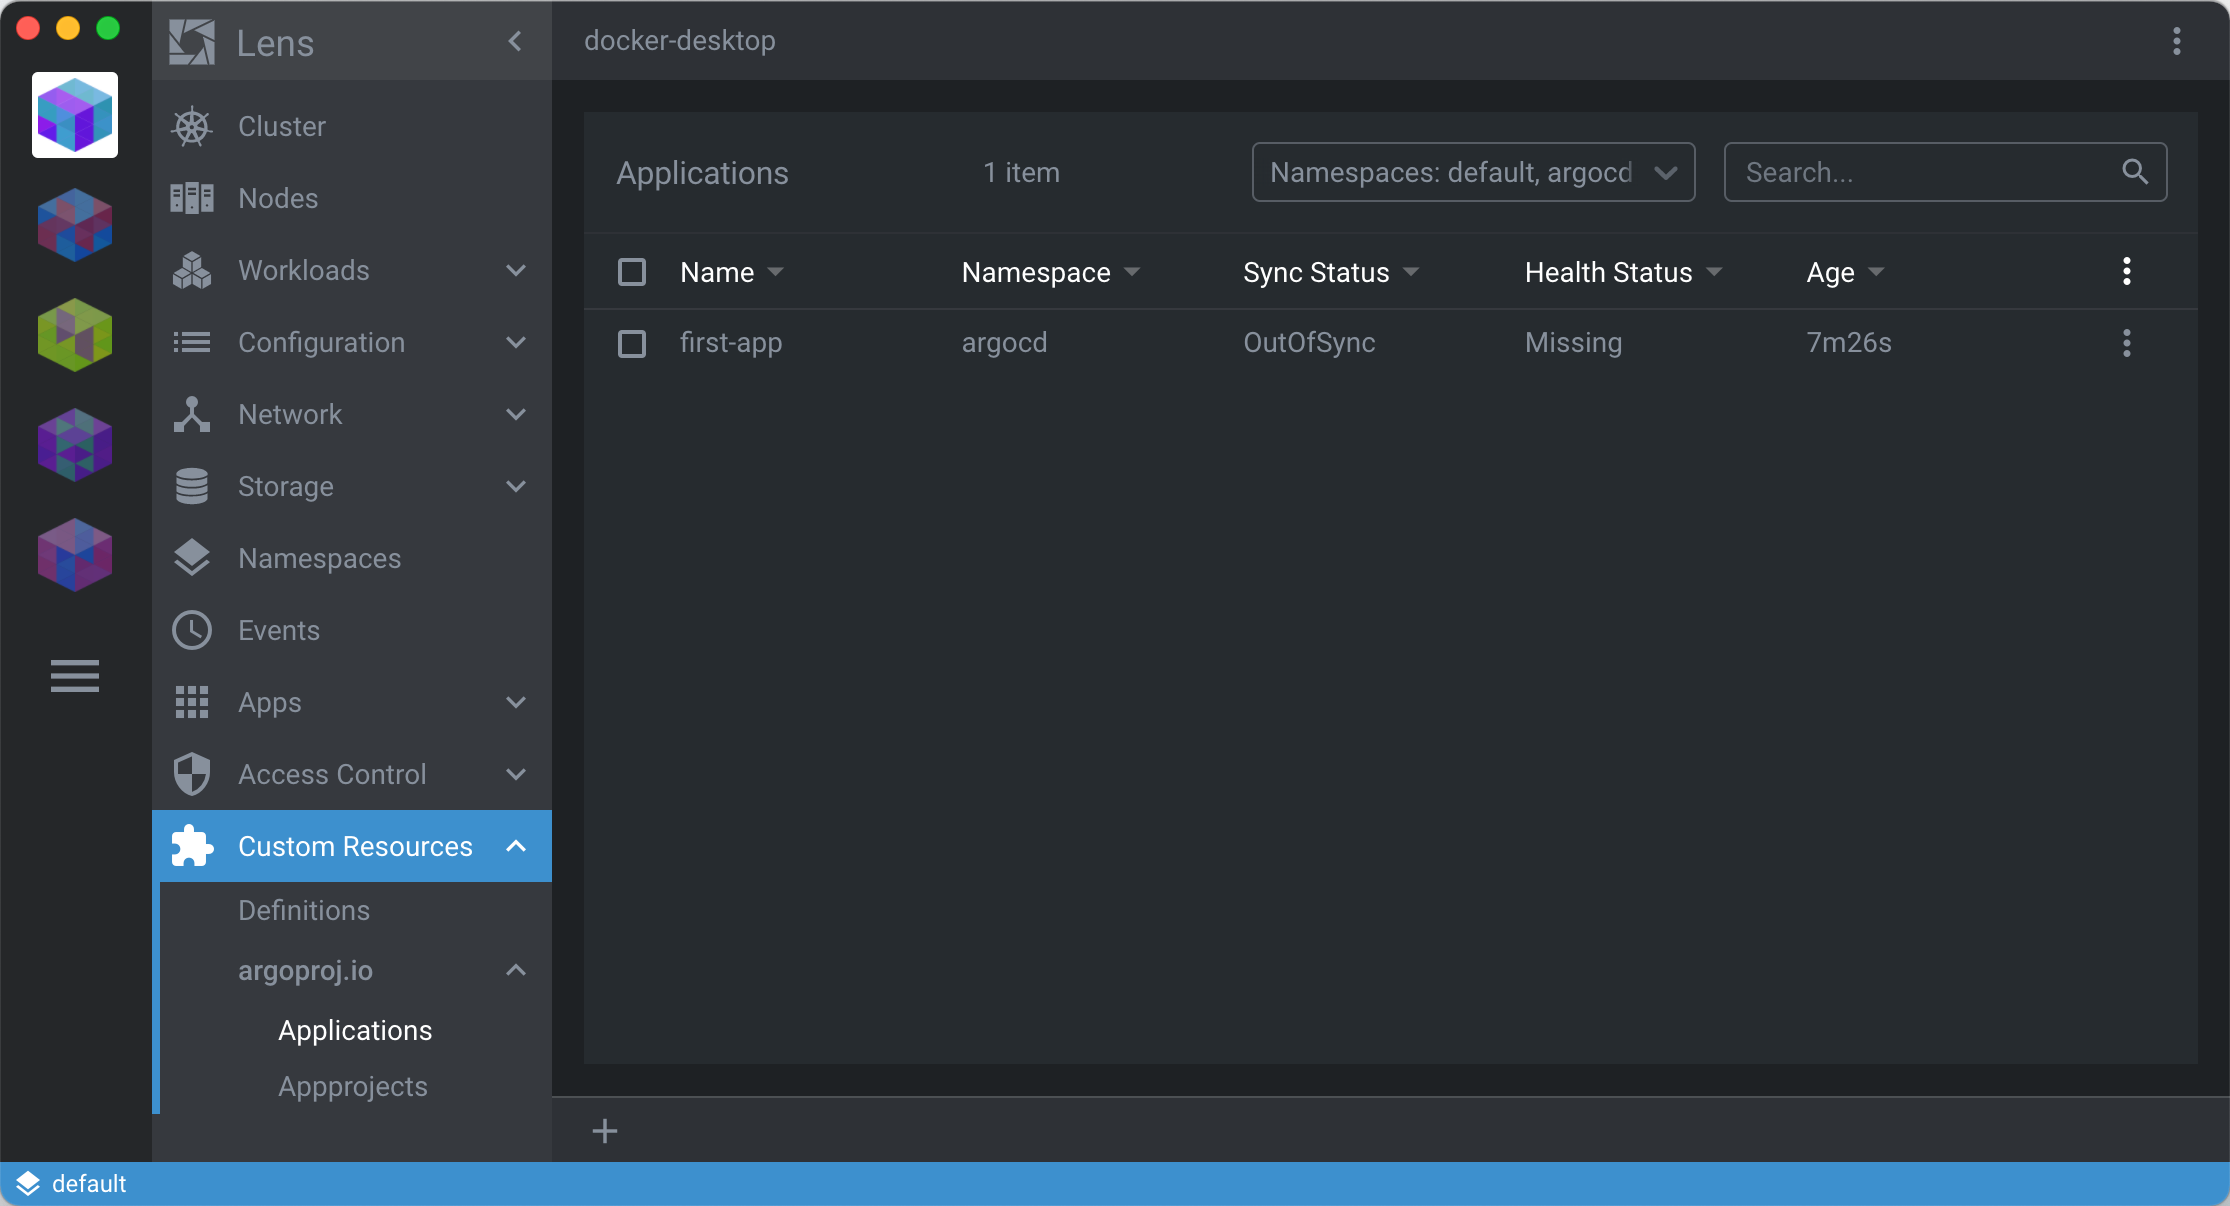 Lens
docker-desktop
Cluster
Nodes
Workloads
Configuration
Network
Storage
Namespaces
Events
Apps
Access Control
Custom Resources
Definitions
argoproj.io
Applications
Appprojects
Applications 1 item Namespaces: default, argocd Search...
Name Namespace Sync Status Health Status Age
first-app argocd OutOfSync Missing 7m26s
default